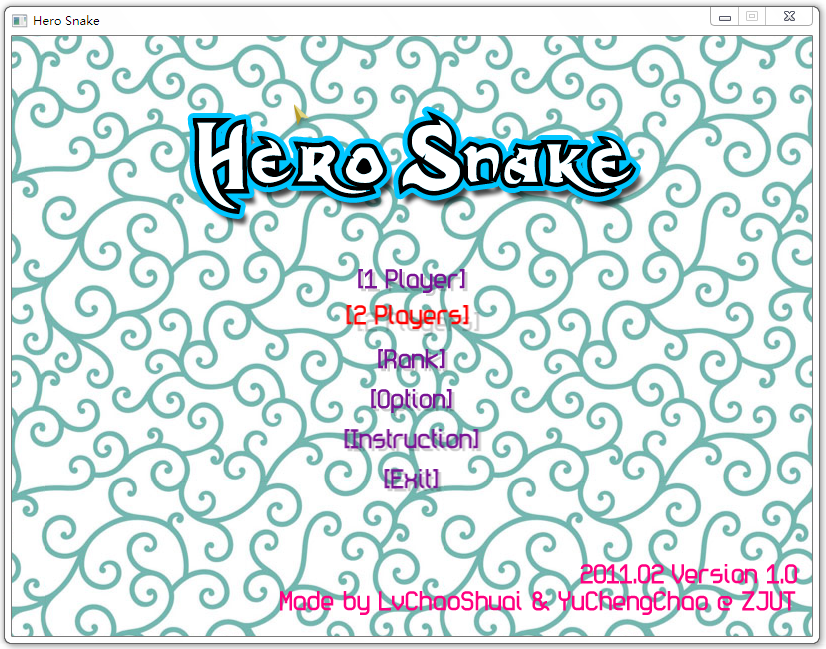 Hero Snake
Hero Snake
[1 Player]
[2 Players]
[Rank]
[Option]
[Instruction]
[Exit]
2011.02 Version 1.0
Made by LvChaoShuai & YuChengChao @ ZJUT